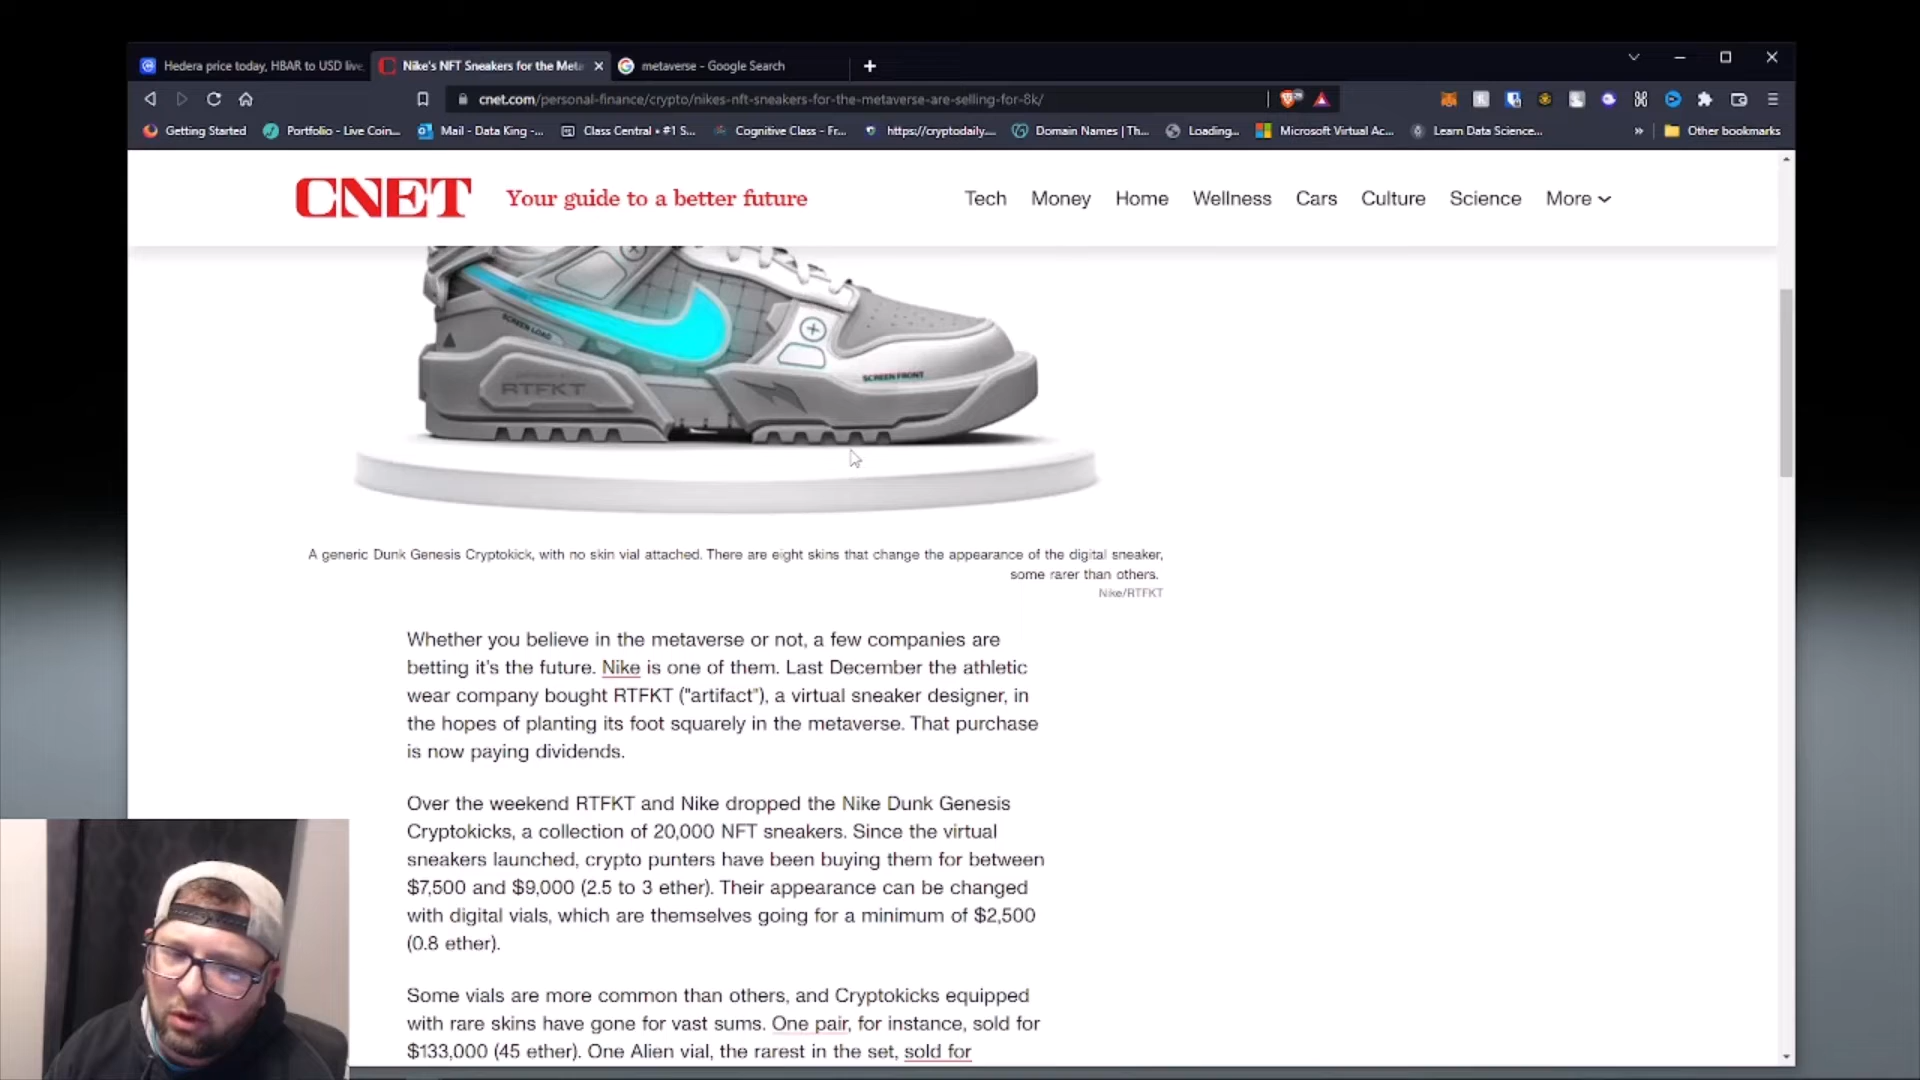 Hedera price today, HBAR to USD live,
Nike's NFT Sneakers for the Meta
metaverse - Google Search
cnet.com/personal-finance/crypto/nikes-nft-sneakers-for-the-metaverse-are-selling-for-8k/
Getting Started
Portfolio - Live Coin...
Mail - Data King -...
Class Central • #1 S...
Cognitive Class - Fr...
https://cryptodaily....
Domain Names | Th...
Loading...
Microsoft Virtual Ac...
Learn Data Science...
»
Other bookmarks
CNET
Your guide to a better future
Tech
Money
Home
Wellness
Cars
Culture
Science
More
SCREEN LOAD
RTFKT
SCREEN FRONT
A generic Dunk Genesis Cryptokick, with no skin vial attached. There are eight skins that change the appearance of the digital sneaker,
some rarer than others.
Nike/RTFKT
Whether you believe in the metaverse or not, a few companies are
betting it's the future. Nike is one of them. Last December the athletic
wear company bought RTFKT ("artifact"), a virtual sneaker designer, in
the hopes of planting its foot squarely in the metaverse. That purchase
is now paying dividends.
Over the weekend RTFKT and Nike dropped the Nike Dunk Genesis
Cryptokicks, a collection of 20,000 NFT sneakers. Since the virtual
sneakers launched, crypto punters have been buying them for between
$7,500 and $9,000 (2.5 to 3 ether). Their appearance can be changed
with digital vials, which are themselves going for a minimum of $2,500
(0.8 ether).
Some vials are more common than others, and Cryptokicks equipped
with rare skins have gone for vast sums. One pair, for instance, sold for
$133,000 (45 ether). One Alien vial, the rarest in the set, sold for